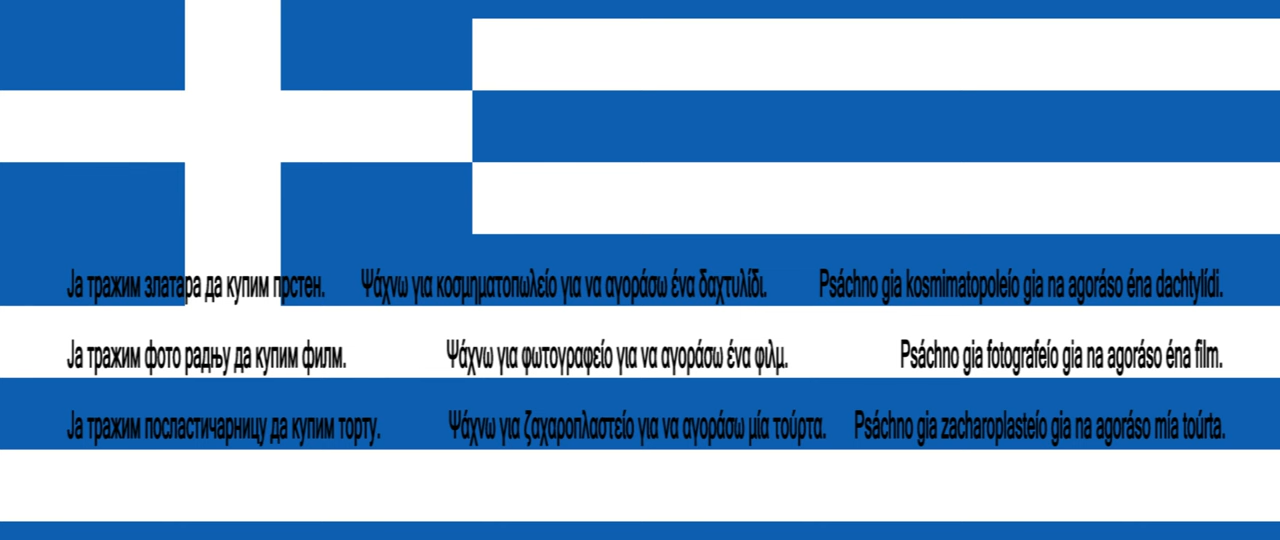 Ја тражим златара да купим прстен. Ψάχνω για κοσμηματοπωλείο για να αγοράσω ένα δαχτυλίδι. Psáchno gia kosmimatopoleío gia na agoráso éna dachtylídi.
Ја тражим фото радњу да купим филм. Ψάχνω για φωτογραφείο για να αγοράσω ένα φιλμ. Psáchno gia fotografeío gia na agoráso éna film.
Ја тражим посластичарницу да купим торту. Ψάχνω για ζαχαροπλαστείο για να αγοράσω μία τούρτα. Psáchno gia zacharoplasteío gia na agoráso mía toúrta.